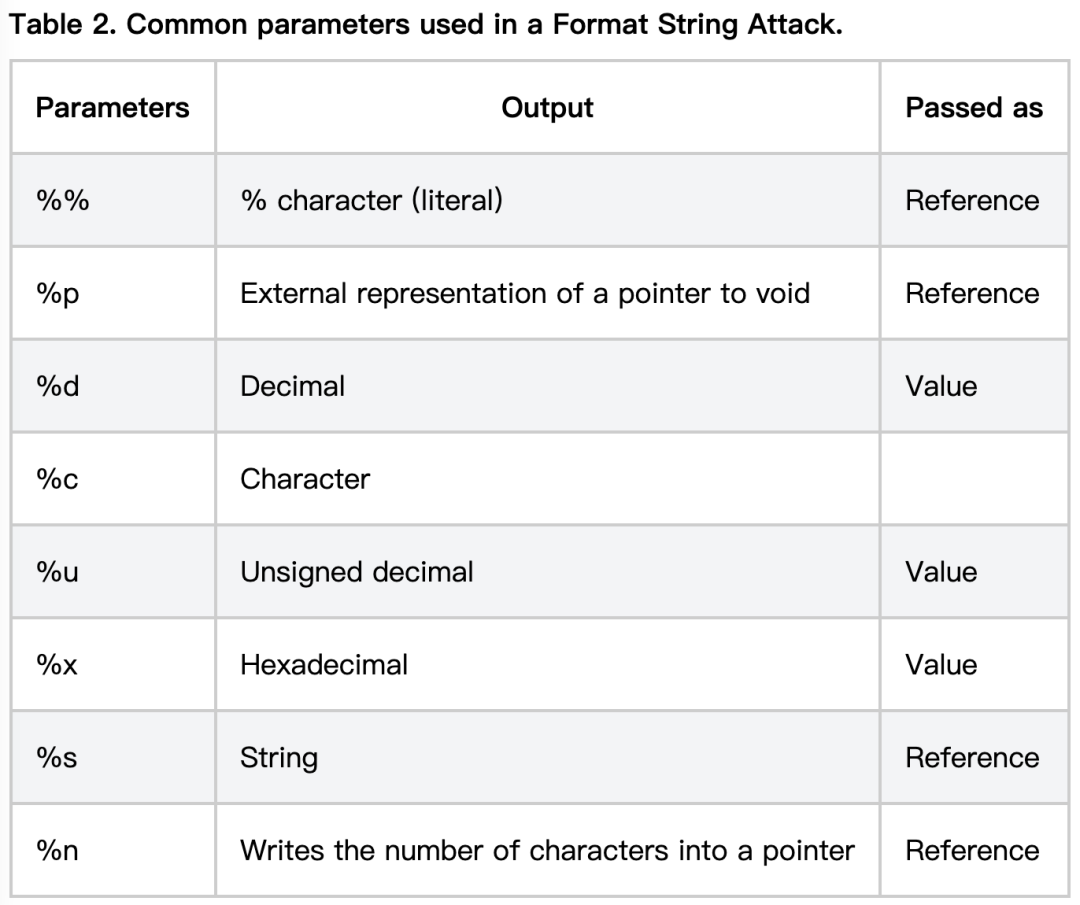 Table 2. Common parameters used in a Format String Attack.
Parameters Output Passed as
%% % character (literal) Reference
%p External representation of a pointer to void Reference
%d Decimal Value
%c Character
%u Unsigned decimal Value
%x Hexadecimal Value
%s String Reference
%n Writes the number of characters into a pointer Reference